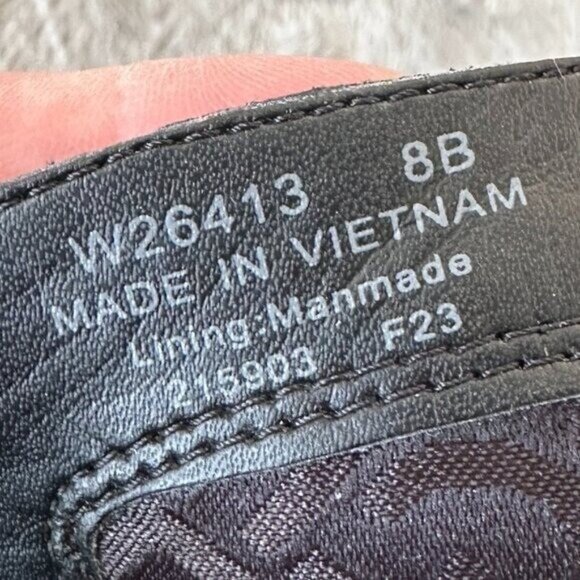 W26413 8B
MADE IN VIETNAM
Lining:Manmade
215903 F23